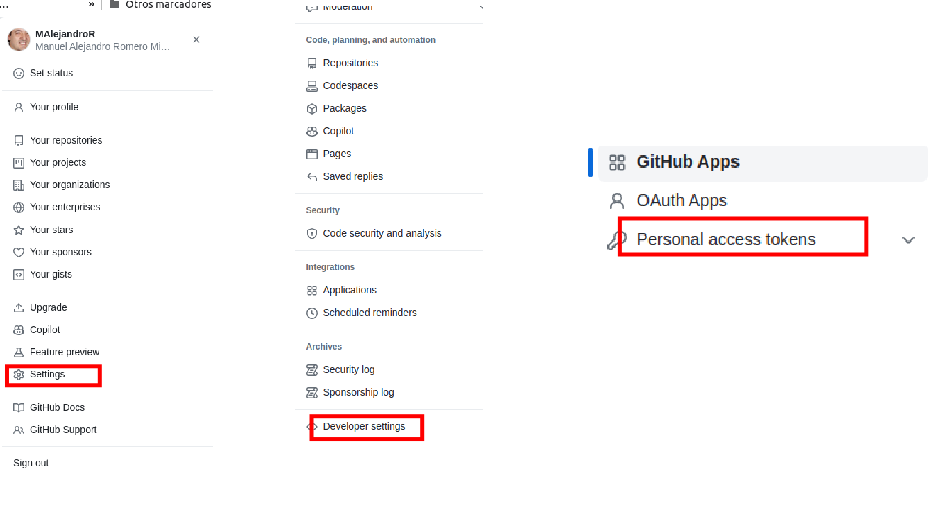 ...
»
Otros marcadores
MAlejandroR
Manuel Alejandro Romero Mi...
Set status
Your profile
Your repositories
Your projects
Your organizations
Your enterprises
Your stars
Your sponsors
Your gists
Upgrade
Copilot
Feature preview
Settings
GitHub Docs
GitHub Support
Sign out
Moderation
Code, planning, and automation
Repositories
Codespaces
Packages
Copilot
Pages
Saved replies
Security
Code security and analysis
Integrations
Applications
Scheduled reminders
Archives
Security log
Sponsorship log
Developer settings
GitHub Apps
OAuth Apps
Personal access tokens